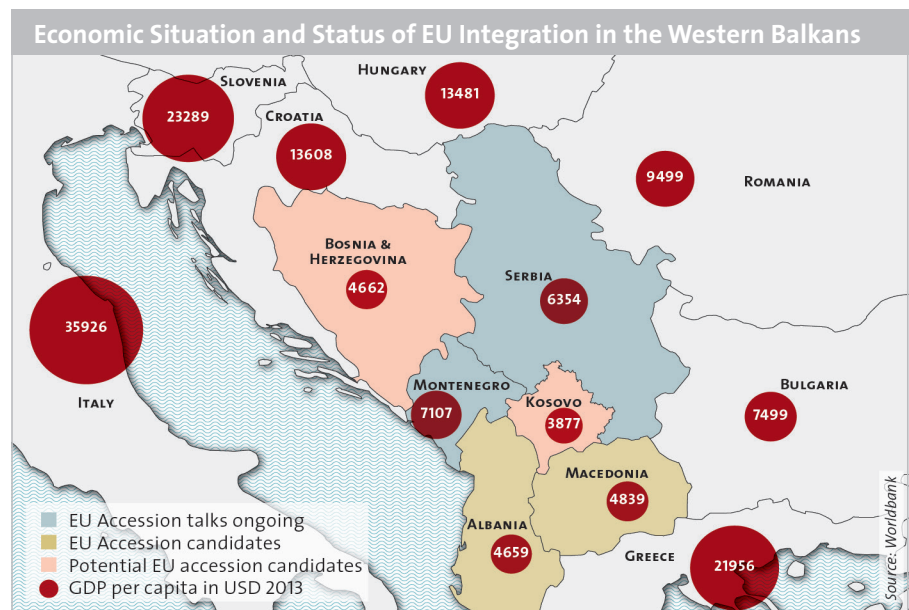 Economic Situation and Status of EU Integration in the Western Balkans
HUNGARY
13481
SLOVENIA
23289
CROATIA
13608
9499
ROMANIA
BOSNIA &
HERZEGOVINA
4662
SERBIA
6354
35926
ITALY
MONTENEGRO
7107
KOSOVO
3877
BULGARIA
7499
MACEDONIA
4839
ALBANIA
4659
GREECE
21956
EU Accession talks ongoing
EU Accession candidates
Potential EU accession candidates
GDP per capita in USD 2013
Source: Worldbank